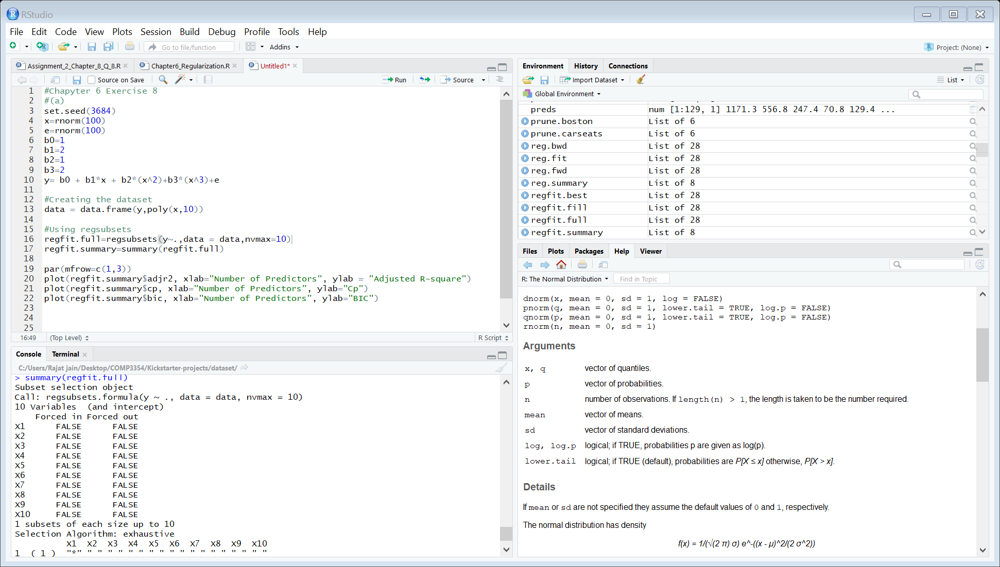 RStudio
File Edit Code View Plots Session Build Debug Profile Tools Help
Go to file/function Addins Project: (None)
Assignment_2_Chapter_8_Q_8.R Chapter6_Regularization.R Untitled1*
Source on Save Run Source
1 #Chapyter 6 Exercise 8
2 #(a)
3 set.seed(3684)
4 x=rnorm(100)
5 e=rnorm(100)
6 b0=1
7 b1=2
8 b2=1
9 b3=2
10 y= b0 + b1*x + b2*(x^2)+b3*(x^3)+e
11
12 #Creating the dataset
13 data = data.frame(y,poly(x,10))
14
15 #Using regsubsets
16 regfit.full=regsubsets(y~.,data = data,nvmax=10)
17 regfit.summary=summary(regfit.full)
18
19 par(mfrow=c(1,3))
20 plot(regfit.summary$adjr2, xlab="Number of Predictors", ylab = "Adjusted R-square")
21 plot(regfit.summary$cp, xlab="Number of Predictors", ylab="Cp")
22 plot(regfit.summary$bic, xlab="Number of Predictors", ylab="BIC")
23
24
25
16:49 (Top Level) R Script
Console Terminal
C:/Users/Rajat jain/Desktop/COMP3354/Kickstarter-projects/dataset/
> summary(regfit.full)
Subset selection object
Call: regsubsets.formula(y ~ ., data = data, nvmax = 10)
10 Variables  (and intercept)
    Forced in Forced out
X1      FALSE      FALSE
X2      FALSE      FALSE
X3      FALSE      FALSE
X4      FALSE      FALSE
X5      FALSE      FALSE
X6      FALSE      FALSE
X7      FALSE      FALSE
X8      FALSE      FALSE
X9      FALSE      FALSE
X10     FALSE      FALSE
1 subsets of each size up to 10
Selection Algorithm: exhaustive
          X1  X2  X3  X4  X5  X6  X7  X8  X9  X10
1  ( 1 )  "*" " " " " " " " " " " " " " " " " " "
Environment History Connections
Import Dataset List
Global Environment
preds num [1:129, 1] 1171.3 556.8 247.4 70.8 129.4 ...
prune.boston List of 6
prune.carseats List of 6
reg.bwd List of 28
reg.fit List of 28
reg.fwd List of 28
reg.summary List of 8
regfit.best List of 28
regfit.fill List of 28
regfit.full List of 28
regfit.summary List of 8
Files Plots Packages Help Viewer
R: The Normal Distribution Find in Topic
dnorm(x, mean = 0, sd = 1, log = FALSE)
pnorm(q, mean = 0, sd = 1, lower.tail = TRUE, log.p = FALSE)
qnorm(p, mean = 0, sd = 1, lower.tail = TRUE, log.p = FALSE)
rnorm(n, mean = 0, sd = 1)
Arguments
x, q vector of quantiles.
p vector of probabilities.
n number of observations. If length(n) > 1, the length is taken to be the number required.
mean vector of means.
sd vector of standard deviations.
log, log.p logical; if TRUE, probabilities p are given as log(p).
lower.tail logical; if TRUE (default), probabilities are P[X ≤ x] otherwise, P[X > x].
Details
If mean or sd are not specified they assume the default values of 0 and 1, respectively.
The normal distribution has density
f(x) = 1/(√(2 π) σ) e^-((x - μ)^2/(2 σ^2))